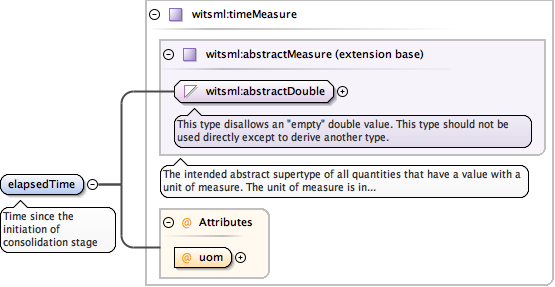 witsml:timeMeasure
witsml:abstractMeasure (extension base)
witsml:abstractDouble
This type disallows an "empty" double value. This type should not be
used directly except to derive another type.
The intended abstract supertype of all quantities that have a value with a
unit of measure. The unit of measure is in...
elapsedTime
Time since the
initiation of
consolidation stage
@ Attributes
@ uom